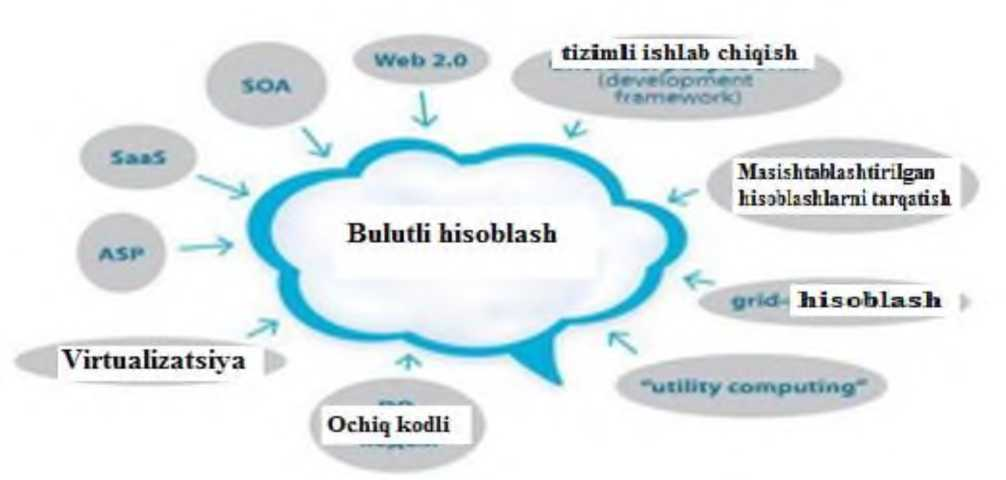 Web 2.0
tizimli ishlab chiqish
(development
framework)
SOA
SaaS
Masishtablashtirilgan
hisoblashlarni tarqatish
Bulutli hisoblash
ASP
grid- hisoblash
Virtualizatsiya
"utility computing"
Ochiq kodli